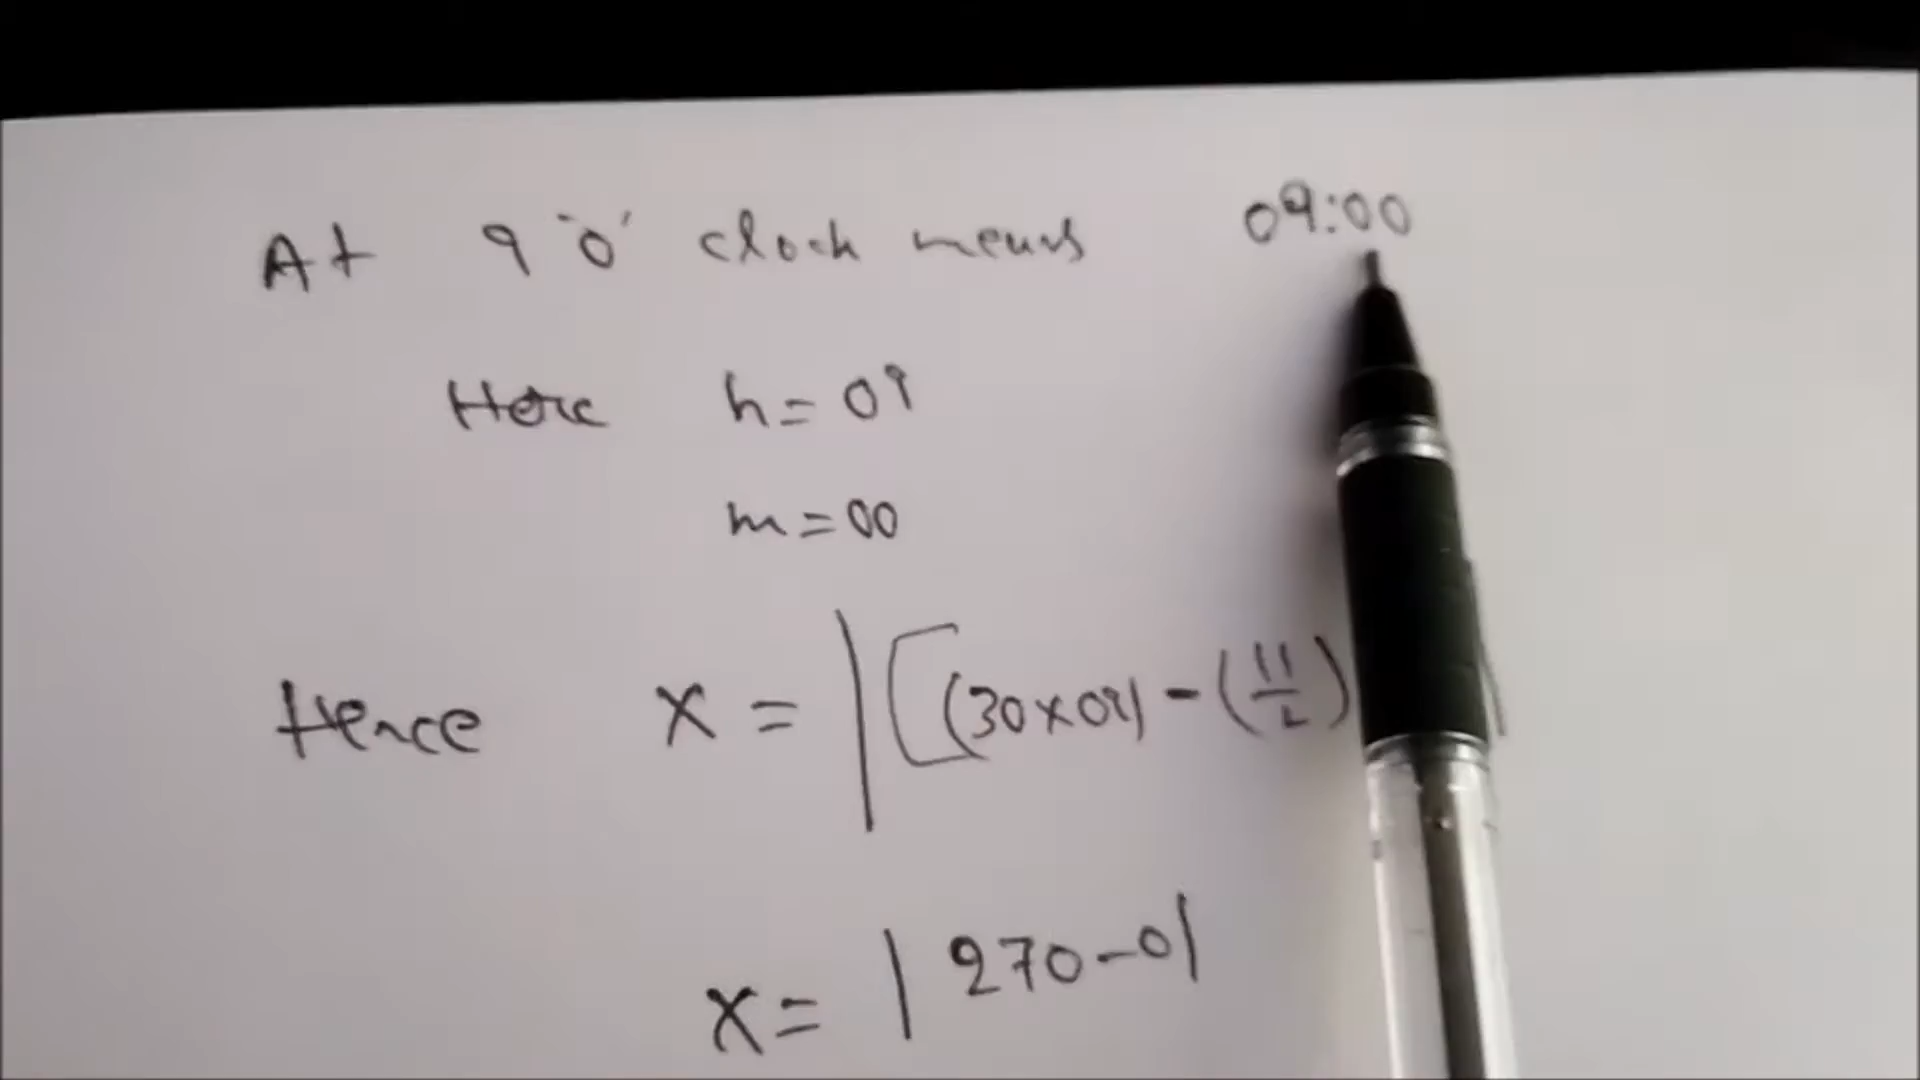 At 9 'o' clock means 09:00
Here h = 09
m = 00
Hence x = |[(30×09) - (11/2)
x = | 270 - 0 |